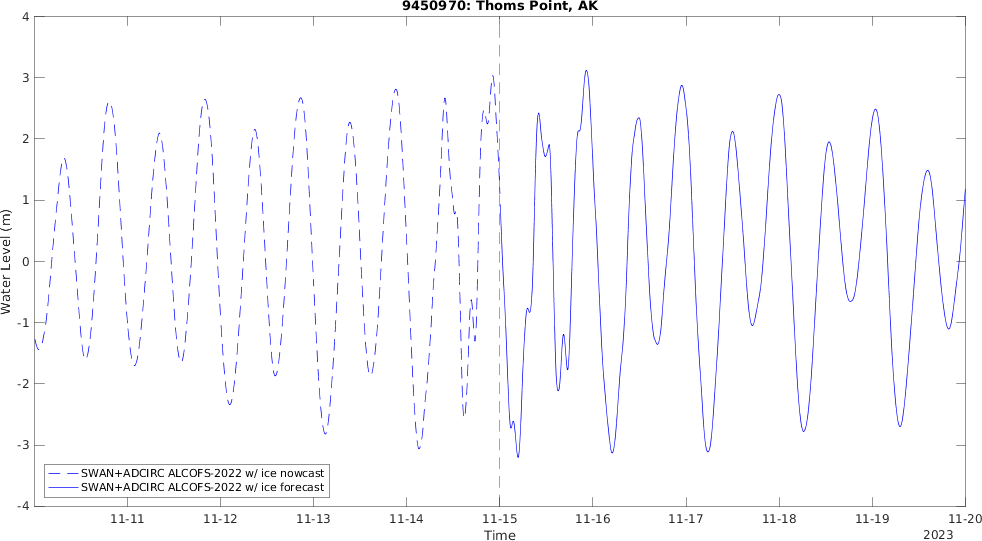 9450970: Thoms Point, AK
4
3
2
1
0
-1
-2
-3
-4
Water Level (m)
SWAN+ADCIRC ALCOFS-2022 w/ ice nowcast
SWAN+ADCIRC ALCOFS-2022 w/ ice forecast
11-11 11-12 11-13 11-14 11-15 11-16 11-17 11-18 11-19 11-20
Time
2023